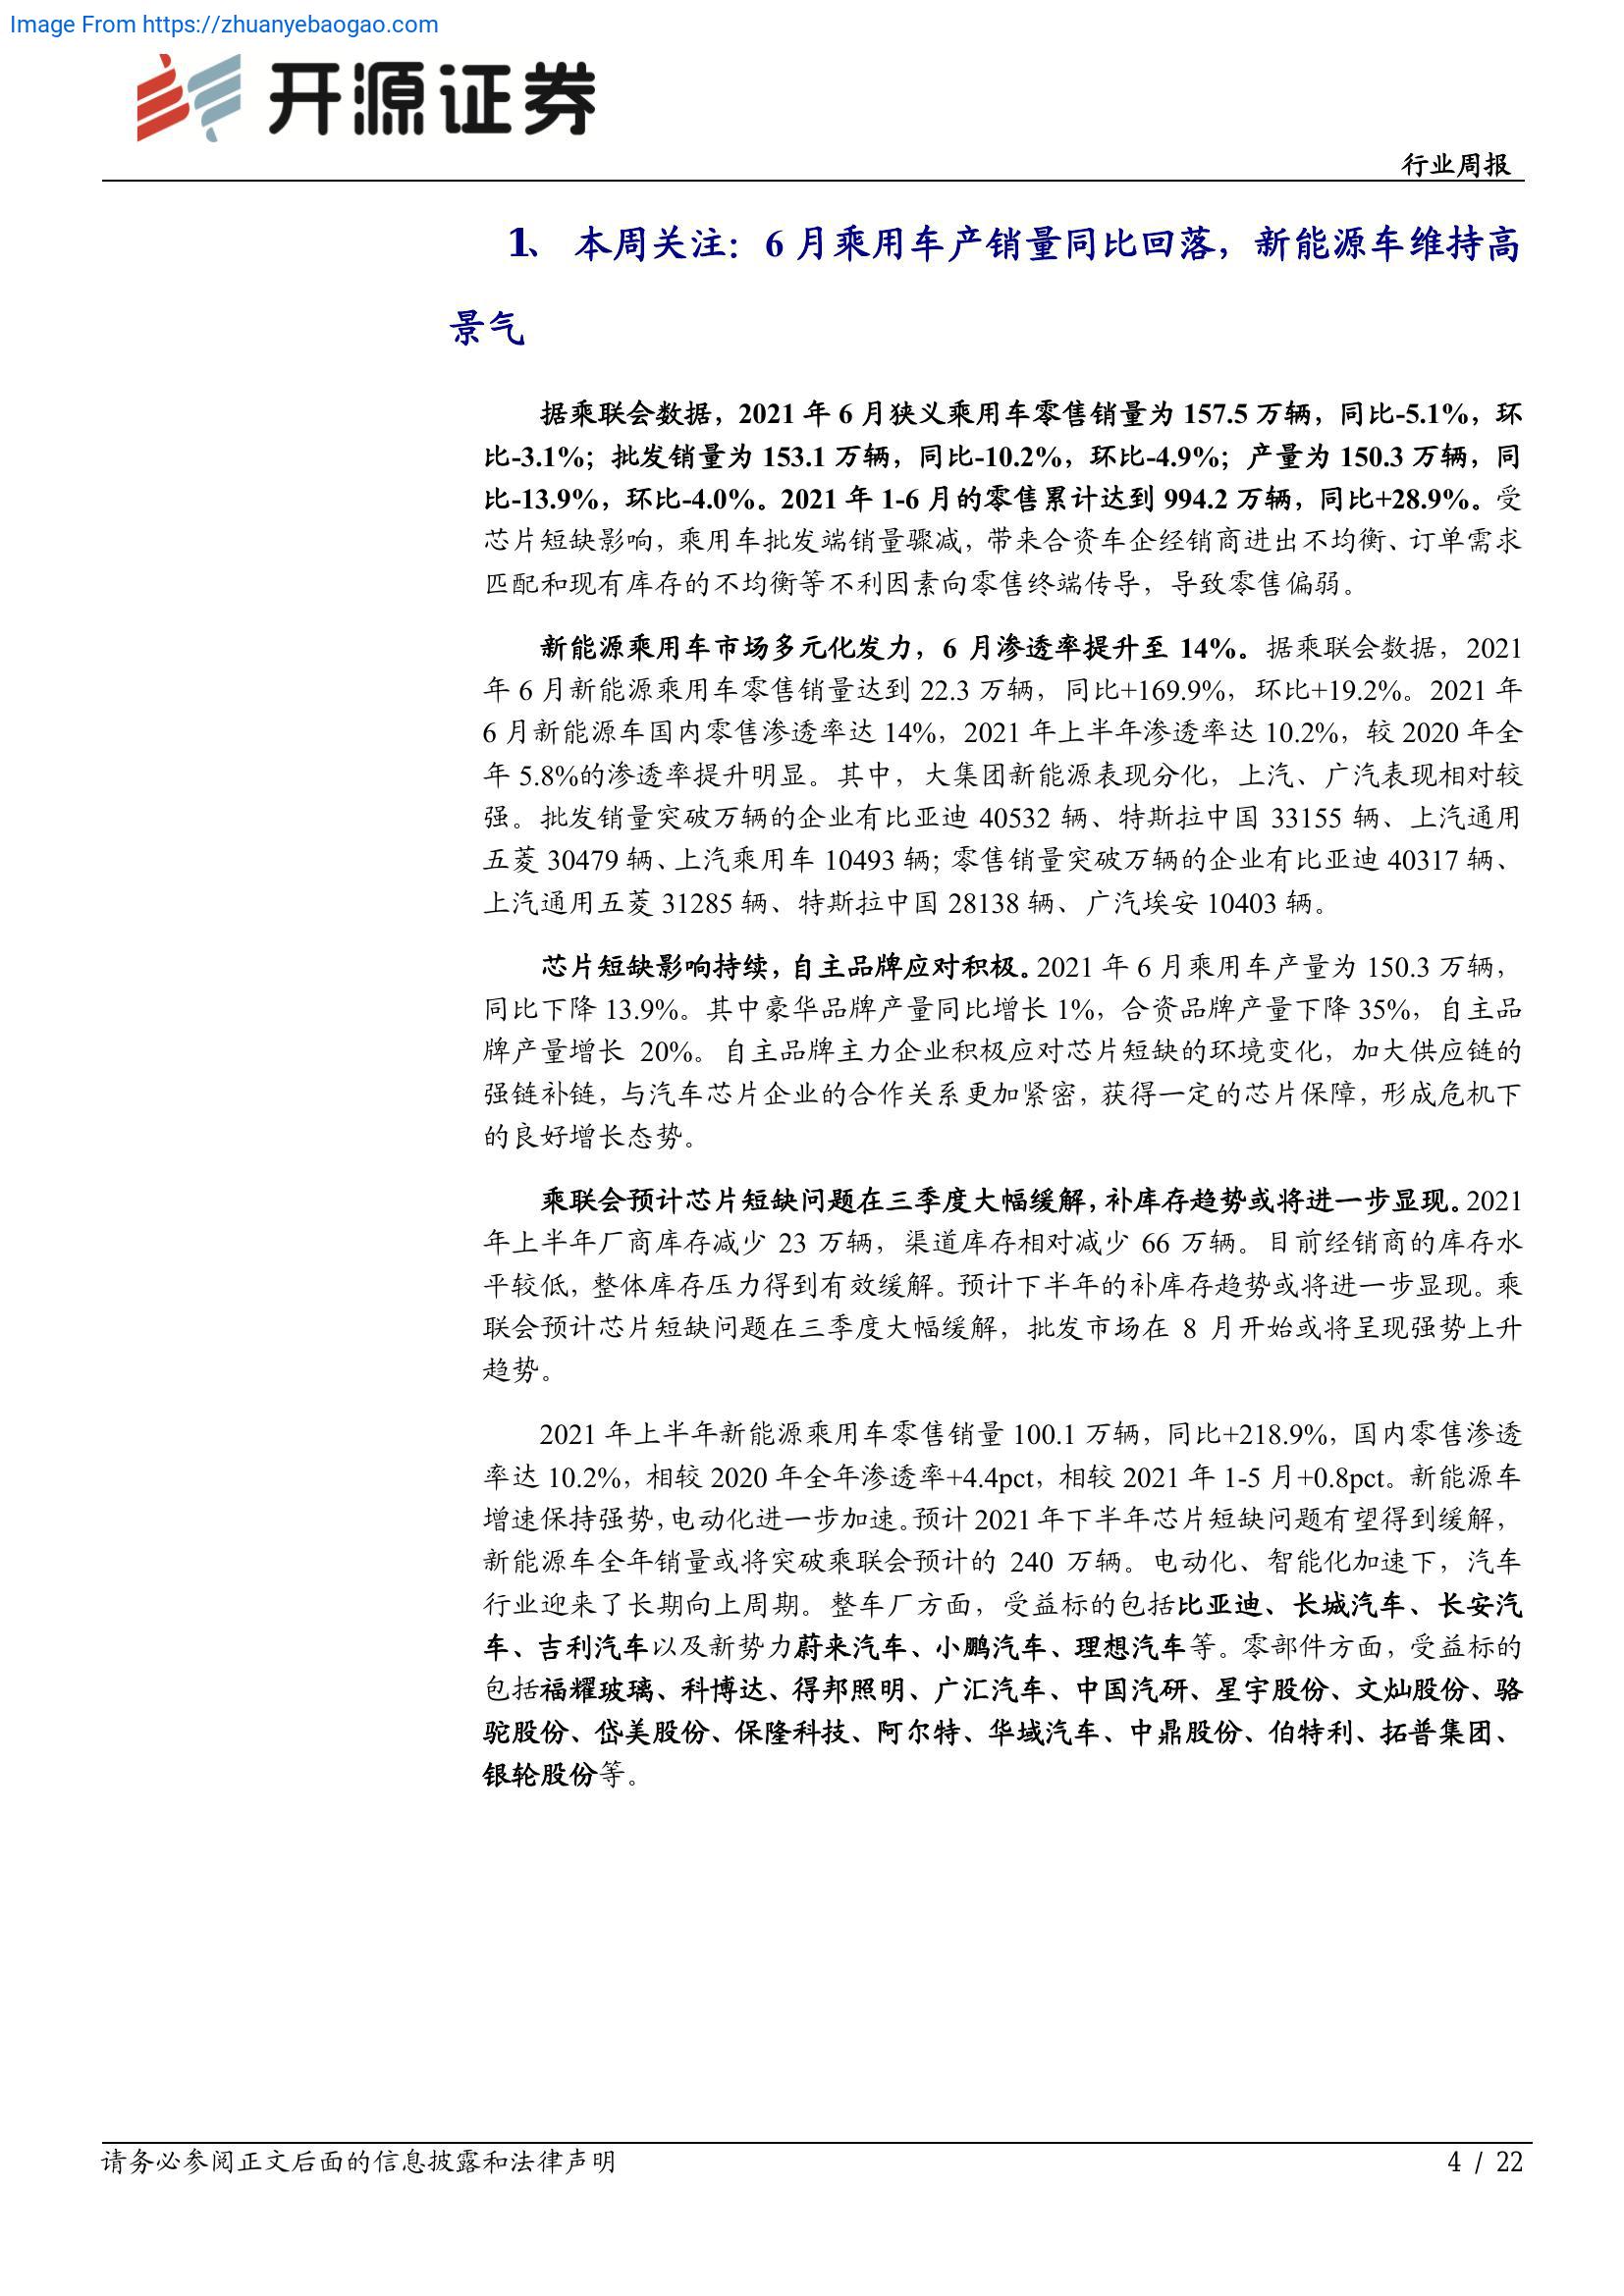 Image From https://zhuanyebaogao.com
开源证券
行业周报
1、 本周关注：6 月乘用车产销量同比回落，新能源车维持高
景气
据乘联会数据，2021 年 6 月狭义乘用车零售销量为 157.5 万辆，同比-5.1%，环
比-3.1%；批发销量为 153.1 万辆，同比-10.2%，环比-4.9%；产量为 150.3 万辆，同
比-13.9%，环比-4.0%。2021 年 1-6 月的零售累计达到 994.2 万辆，同比+28.9%。受
芯片短缺影响，乘用车批发端销量骤减，带来合资车企经销商进出不均衡、订单需求
匹配和现有库存的不均衡等不利因素向零售终端传导，导致零售偏弱。
新能源乘用车市场多元化发力，6 月渗透率提升至 14%。据乘联会数据，2021
年 6 月新能源乘用车零售销量达到 22.3 万辆，同比+169.9%，环比+19.2%。2021 年
6 月新能源车国内零售渗透率达 14%，2021 年上半年渗透率达 10.2%，较 2020 年全
年 5.8%的渗透率提升明显。其中，大集团新能源表现分化，上汽、广汽表现相对较
强。批发销量突破万辆的企业有比亚迪 40532 辆、特斯拉中国 33155 辆、上汽通用
五菱 30479 辆、上汽乘用车 10493 辆；零售销量突破万辆的企业有比亚迪 40317 辆、
上汽通用五菱 31285 辆、特斯拉中国 28138 辆、广汽埃安 10403 辆。
芯片短缺影响持续，自主品牌应对积极。2021 年 6 月乘用车产量为 150.3 万辆，
同比下降 13.9%。其中豪华品牌产量同比增长 1%，合资品牌产量下降 35%，自主品
牌产量增长 20%。自主品牌主力企业积极应对芯片短缺的环境变化，加大供应链的
强链补链，与汽车芯片企业的合作关系更加紧密，获得一定的芯片保障，形成危机下
的良好增长态势。
乘联会预计芯片短缺问题在三季度大幅缓解，补库存趋势或将进一步显现。2021
年上半年厂商库存减少 23 万辆，渠道库存相对减少 66 万辆。目前经销商的库存水
平较低，整体库存压力得到有效缓解。预计下半年的补库存趋势或将进一步显现。乘
联会预计芯片短缺问题在三季度大幅缓解，批发市场在 8 月开始或将呈现强势上升
趋势。
2021 年上半年新能源乘用车零售销量 100.1 万辆，同比+218.9%，国内零售渗透
率达 10.2%，相较 2020 年全年渗透率+4.4pct，相较 2021 年 1-5 月+0.8pct。新能源车
增速保持强势，电动化进一步加速。预计 2021 年下半年芯片短缺问题有望得到缓解，
新能源车全年销量或将突破乘联会预计的 240 万辆。电动化、智能化加速下，汽车
行业迎来了长期向上周期。整车厂方面，受益标的包括比亚迪、长城汽车、长安汽
车、吉利汽车以及新势力蔚来汽车、小鹏汽车、理想汽车等。零部件方面，受益标的
包括福耀玻璃、科博达、得邦照明、广汇汽车、中国汽研、星宇股份、文灿股份、骆
驼股份、岱美股份、保隆科技、阿尔特、华域汽车、中鼎股份、伯特利、拓普集团、
银轮股份等。
请务必参阅正文后面的信息披露和法律声明
4 / 22